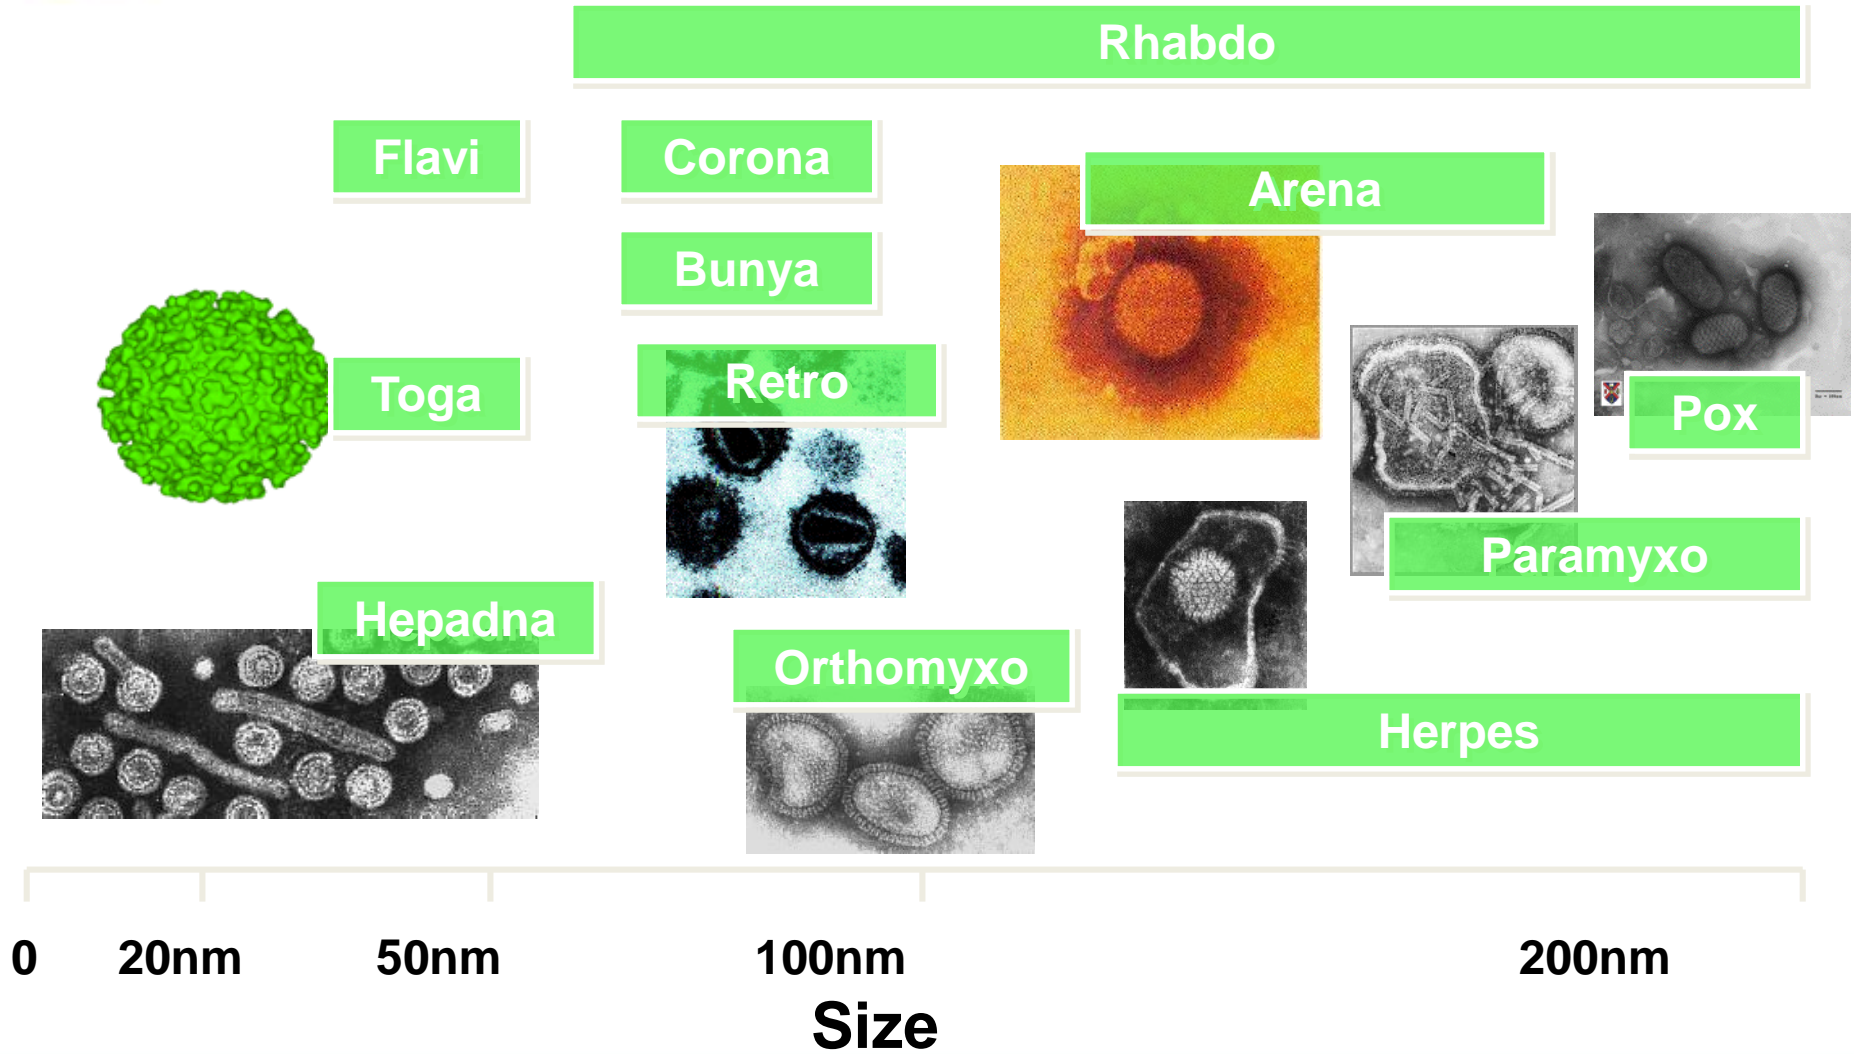 Rhabdo
Flavi
Corona
Arena
Bunya
Retro
Toga
Pox
Paramyxo
Hepadna
Orthomyxo
Herpes
0
20nm
50nm
100nm
200nm
Size